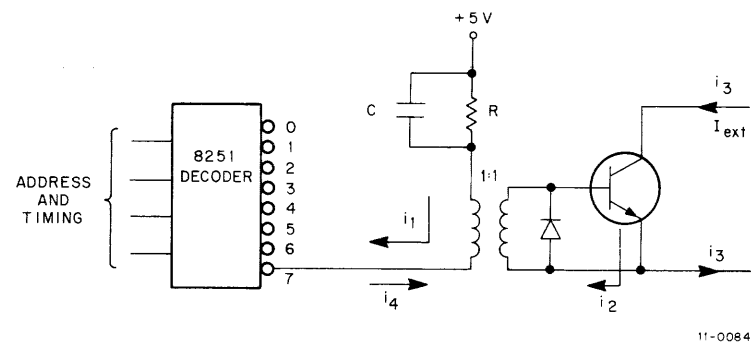 +5 V
C
R
i3
Iext
8251
DECODER
0
1
2
3
4
5
6
7
ADDRESS
AND
TIMING
1:1
i1
i4
i2
i3
11-0084